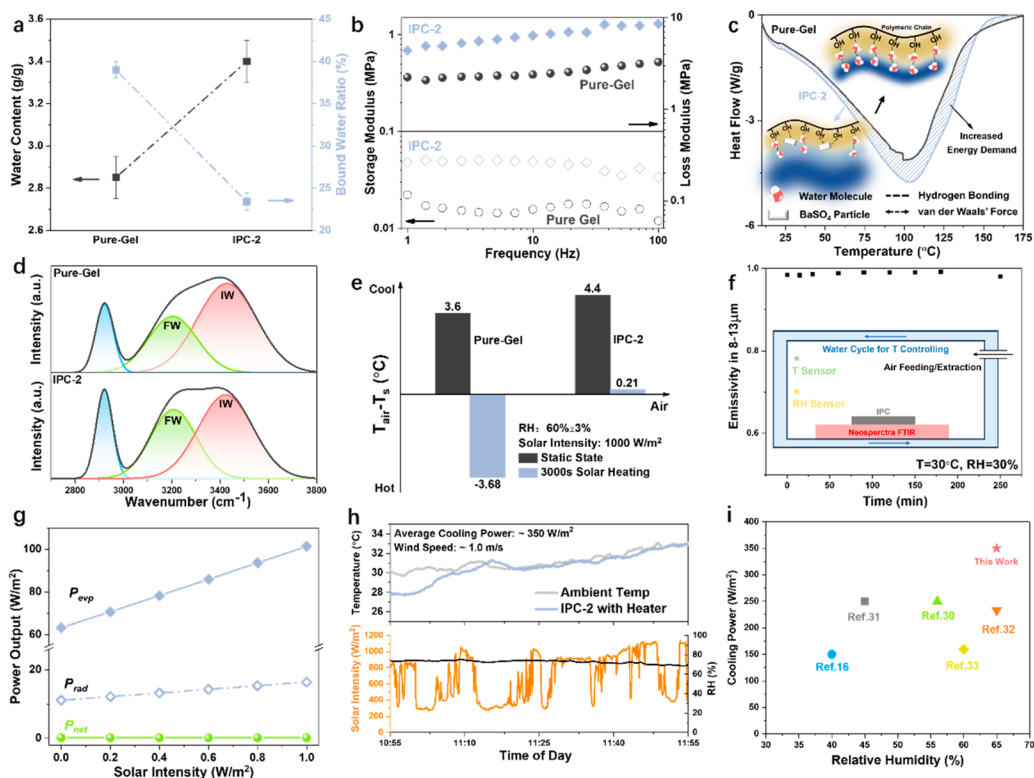 a
Water Content (g/g)
3.6
3.4
3.2
3.0
2.8
2.6
Pure-Gel
IPC-2
45
40
35
30
25
20
Bound Water Ratio (%)
b
Storage Modulus (MPa)
1
0.1
0.01
IPC-2
Pure-Gel
IPC-2
Pure Gel
10
1
0.1
Loss Modulus (MPa)
1
10
100
Frequency (Hz)
c
Heat Flow (W/g)
0
-3
-6
Pure-Gel
IPC-2
Polymeric Chain
OH OH OH OH OH OH
OH OH OH OH OH
Increased
Energy Demand
Water Molecule
Hydrogen Bonding
BaSO4 Particle
van der Waals' Force
25 50 75 100 125 150 175
Temperature (°C)
d
Intensity (a.u.)
Pure-Gel
FW
IW
Intensity (a.u.)
IPC-2
FW
IW
2800 3000 3200 3400 3600 3800
Wavenumber (cm-1)
e
Cool
Tair-Ts (°C)
Hot
3.6
Pure-Gel
-3.68
4.4
IPC-2
0.21
Air
RH: 60%±3%
Solar Intensity: 1000 W/m2
Static State
3000s Solar Heating
f
Emissivity in 8-13μm
1.0
0.8
0.6
Water Cycle for T Controlling
Air Feeding/Extraction
T Sensor
RH Sensor
IPC
Neosperctra FTIR
T=30°C, RH=30%
0 50 100 150 200 250
Time (min)
g
Power Output (W/m2)
100
80
60
20
0
Pevp
Prad
Pnet
0.0 0.2 0.4 0.6 0.8 1.0
Solar Intensity (W/m2)
h
Temperature (°C)
34
32
30
28
26
Average Cooling Power: ~ 350 W/m2
Wind Speed: ~ 1.0 m/s
Ambient Temp
IPC-2 with Heater
Solar Intensity (W/m2)
1200
1000
800
600
400
200
0
100
80
60
40
20
0
RH (%)
10:55 11:10 11:25 11:40 11:55
Time of Day
i
Cooling Power (W/m2)
400
350
300
250
200
150
100
50
0
This Work
Ref.31
Ref.30
Ref.32
Ref.16
Ref.33
30 35 40 45 50 55 60 65 70
Relative Humidity (%)